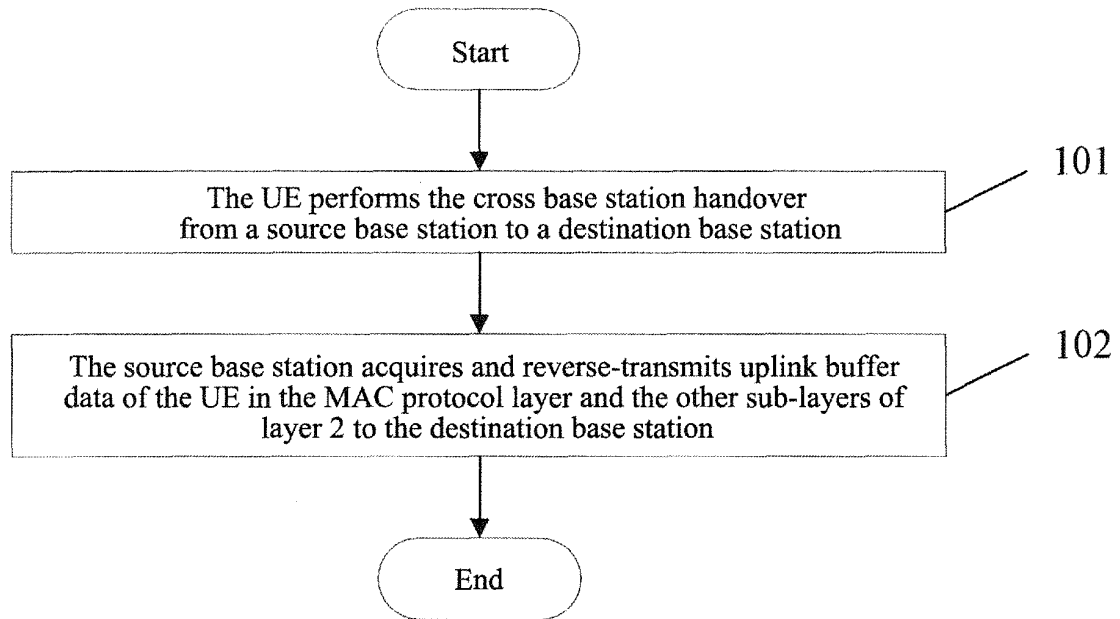 Start
101
The UE performs the cross base station handover
from a source base station to a destination base station
102
The source base station acquires and reverse-transmits uplink buffer
data of the UE in the MAC protocol layer and the other sub-layers of
layer 2 to the destination base station
End